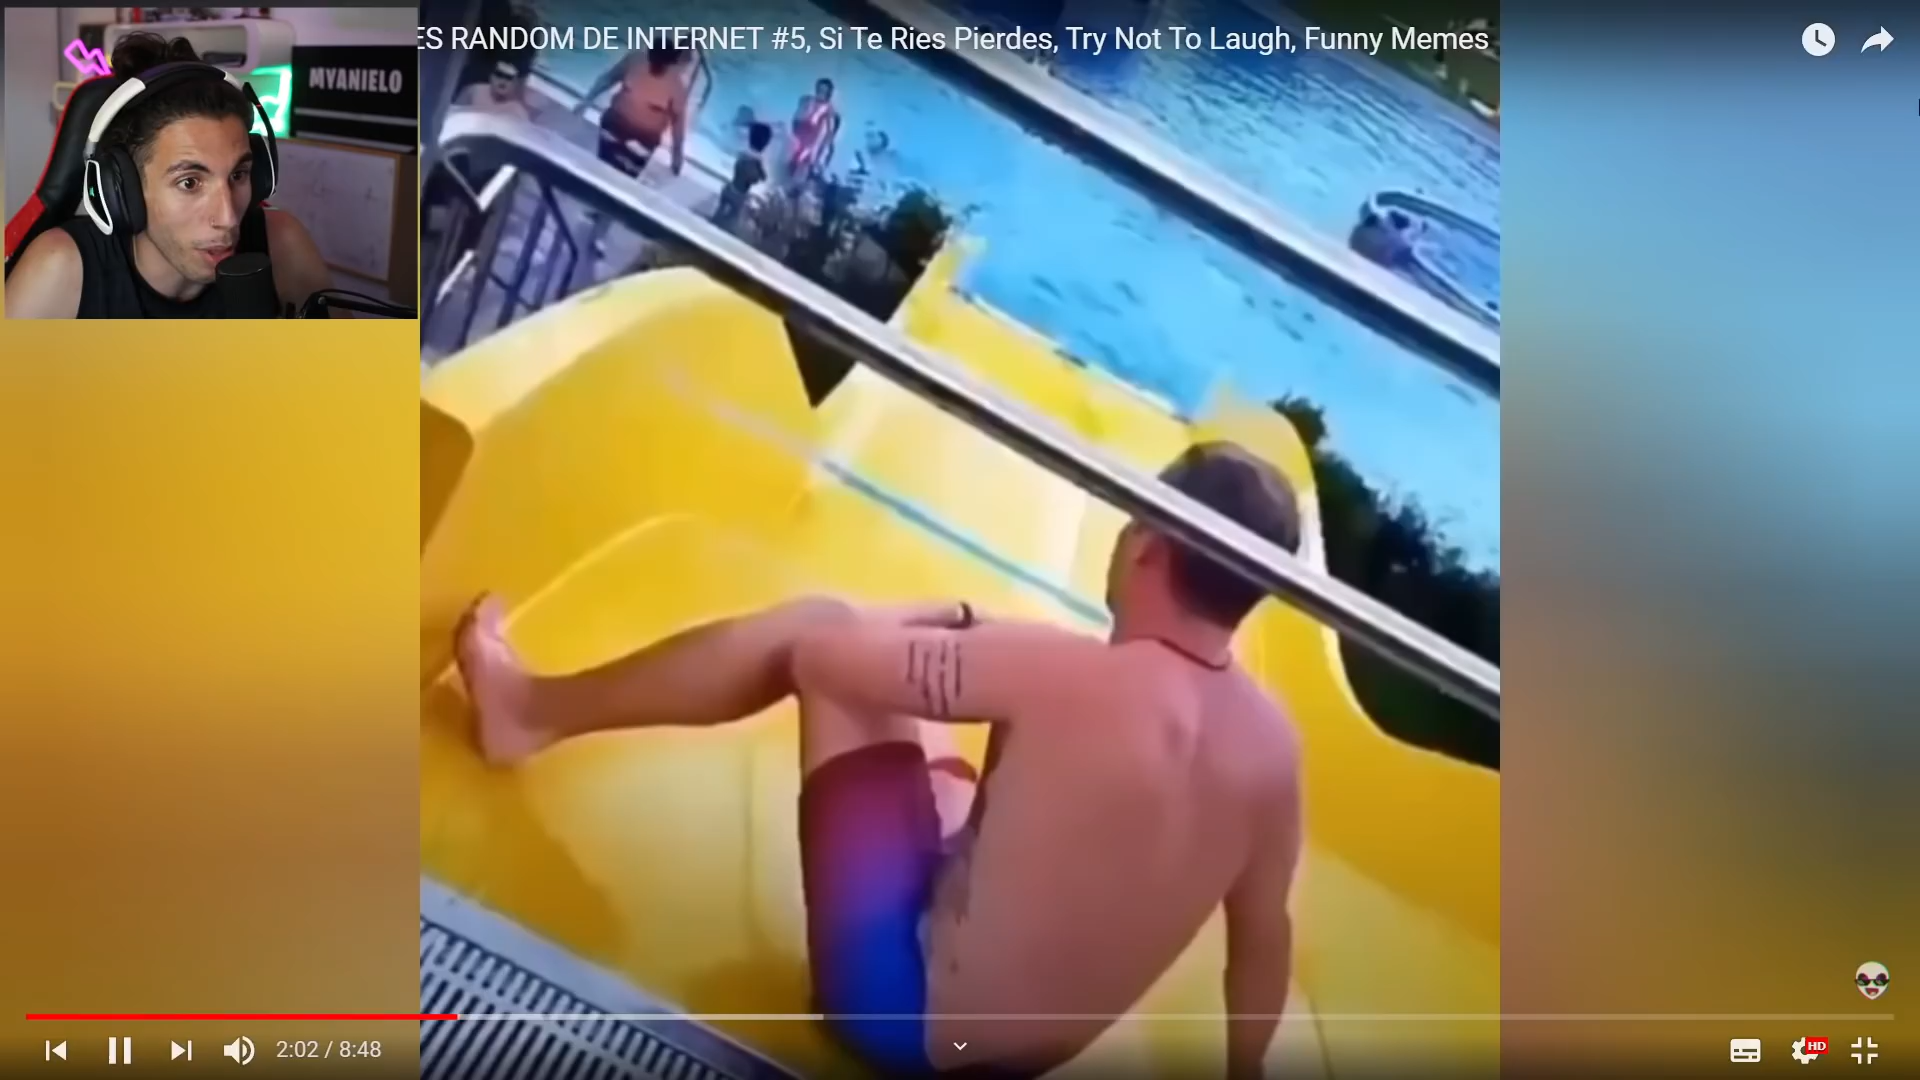 ES RANDOM DE INTERNET #5, Si Te Ries Pierdes, Try Not To Laugh, Funny Memes
MYANIELO
2:02 / 8:48
HD